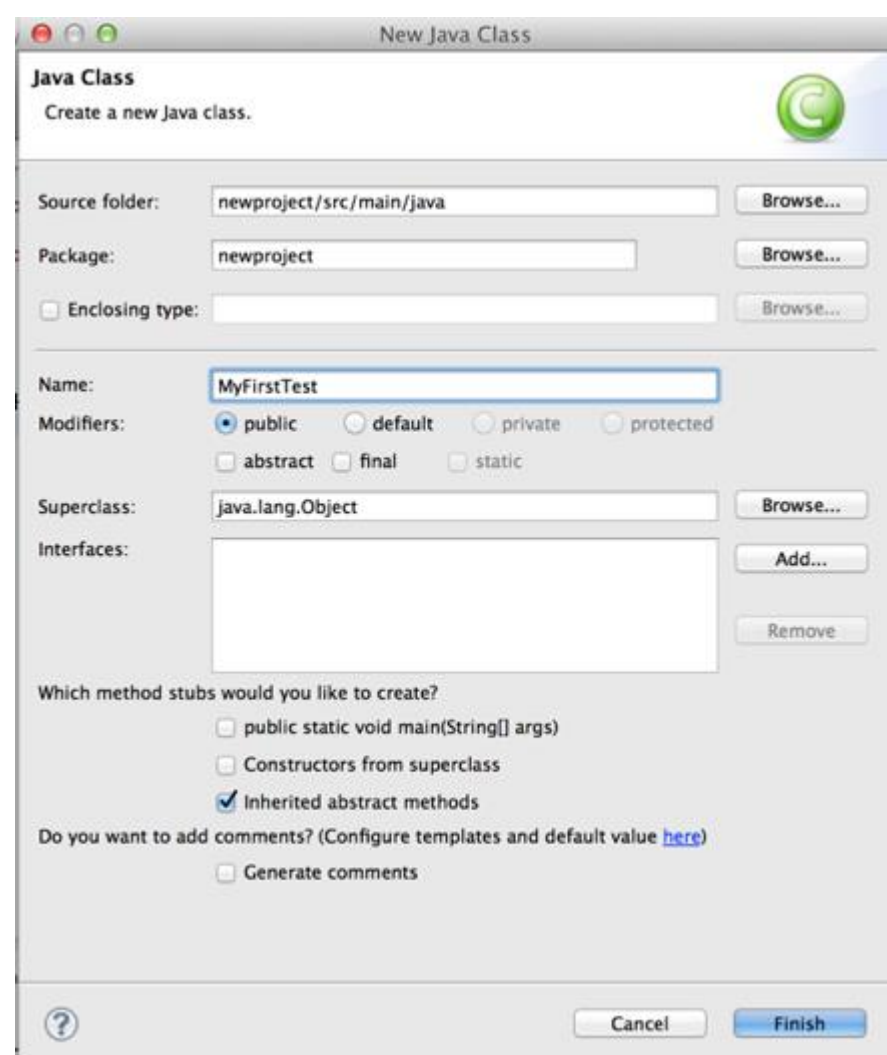 New Java Class
Java Class
Create a new Java class.
Source folder: newproject/src/main/java Browse...
Package: newproject Browse...
Enclosing type: Browse...
Name: MyFirstTest
Modifiers: public default private protected
abstract final static
Superclass: java.lang.Object Browse...
Interfaces: Add...
Remove
Which method stubs would you like to create?
public static void main(String[] args)
Constructors from superclass
Inherited abstract methods
Do you want to add comments? (Configure templates and default value here)
Generate comments
? Cancel Finish